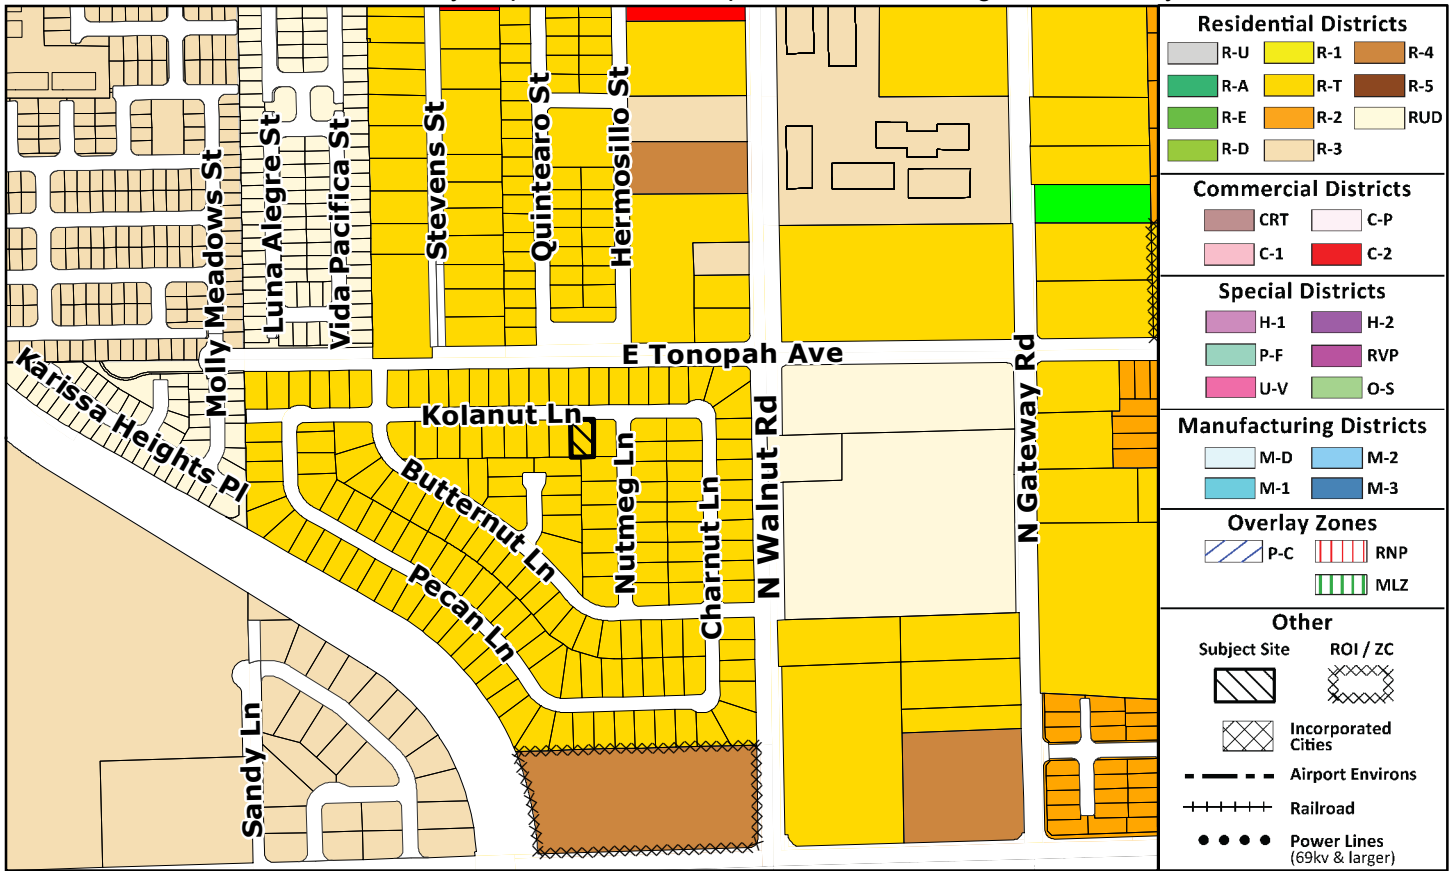 Stevens St
Quintearo St
Hermosillo St
Molly Meadows St
Luna Alegre St
Vida Pacifica St
E Tonopah Ave
Karissa Heights Pl
Kolanut Ln
Butternut Ln
Nutmeg Ln
Charnut Ln
Pecan Ln
N Walnut Rd
N Gateway Rd
Sandy Ln
Residential Districts
R-U R-1 R-4
R-A R-T R-5
R-E R-2 RUD
R-D R-3
Commercial Districts
CRT C-P
C-1 C-2
Special Districts
H-1 H-2
P-F RVP
U-V O-S
Manufacturing Districts
M-D M-2
M-1 M-3
Overlay Zones
P-C RNP
MLZ
Other
Subject Site ROI / ZC
Incorporated
Cities
Airport Environs
Railroad
Power Lines
(69kv & larger)